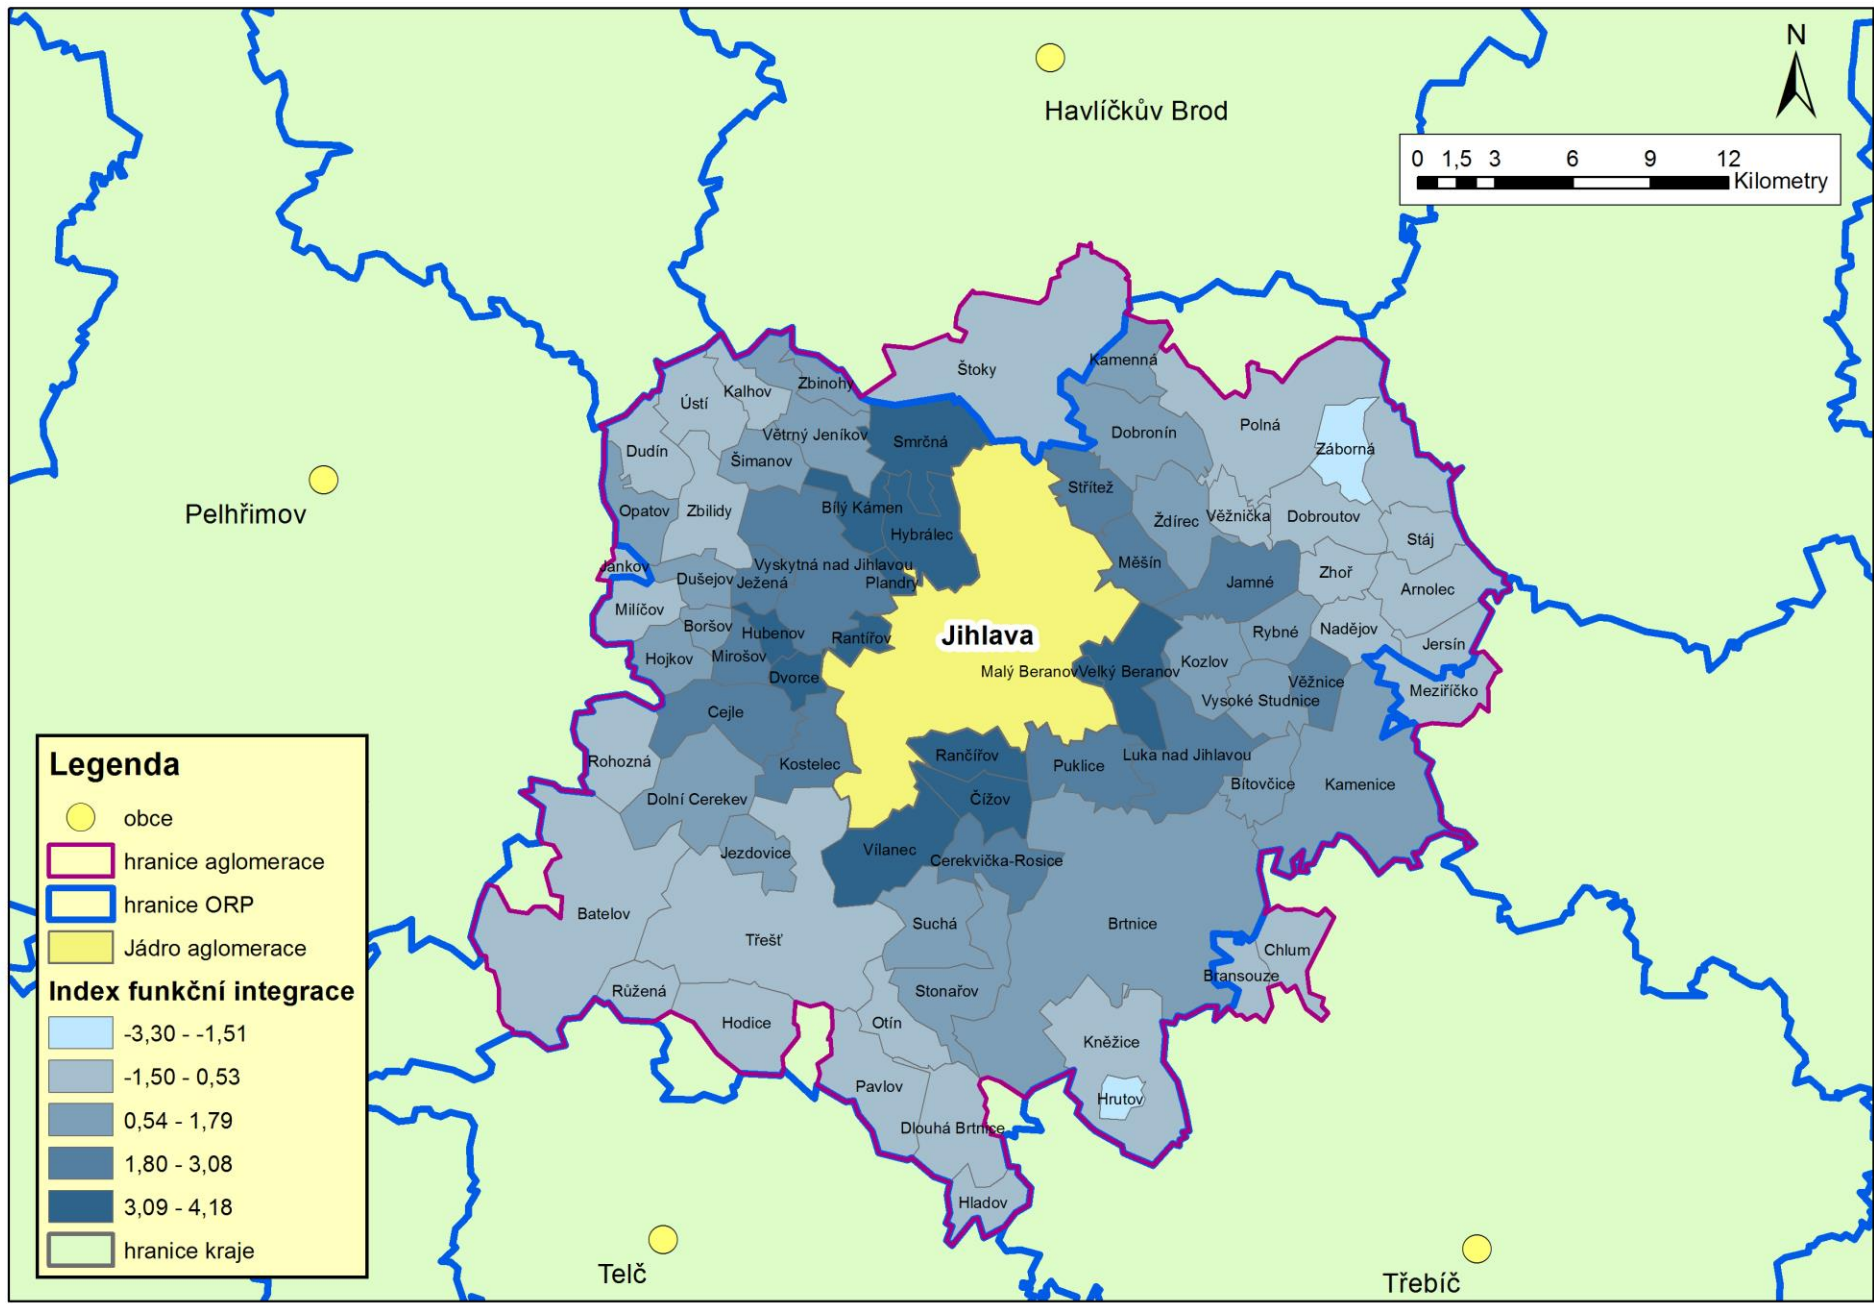 N
Havlíčkův Brod
0 1,5 3 6 9 12
Kilometry
Štoky
Kamenná
Zbinohy
Kalhov
Ústí
Polná
Větrný Jeníkov
Smrčná
Dobronín
Záborná
Dudín
Šimanov
Střítež
Pelhřimov
Opatov
Zbilidy
Bílý Kámen
Hybrálec
Ždírec
Věžnička
Dobroutov
Stáj
Jankov
Dušejov
Ježená
Vyskytná nad Jihlavou
Plandry
Měšín
Jamné
Zhoř
Arnolec
Milíčov
Boršov
Hubenov
Rantířov
Jihlava
Rybné
Nadějov
Jersín
Hojkov
Mirošov
Dvorce
Malý Beranov
Velký Beranov
Kozlov
Vysoké Studnice
Věžnice
Meziříčko
Cejle
Rohozná
Kostelec
Rančířov
Puklice
Luka nad Jihlavou
Bítovčice
Kamenice
Dolní Cerekev
Čížov
Jezdovice
Vílanec
Cerekvička-Rosice
Batelov
Třešť
Suchá
Brtnice
Chlum
Bransouze
Růžená
Stonařov
Hodice
Otín
Kněžice
Pavlov
Hrutov
Dlouhá Brtnice
Hladov
Telč
Třebíč
Legenda
obce
hranice aglomerace
hranice ORP
Jádro aglomerace
Index funkční integrace
-3,30 - -1,51
-1,50 - 0,53
0,54 - 1,79
1,80 - 3,08
3,09 - 4,18
hranice kraje